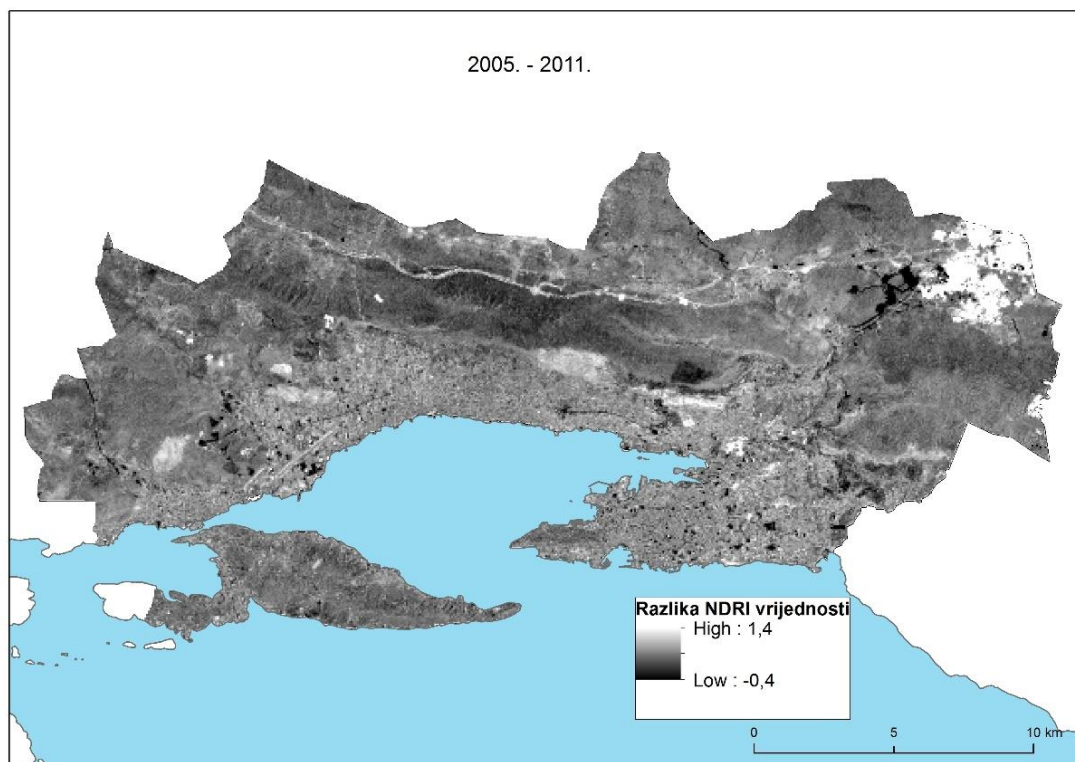 2005. - 2011.
Razlika NDRI vrijednosti
High : 1,4
Low : -0,4
0 5 10 km